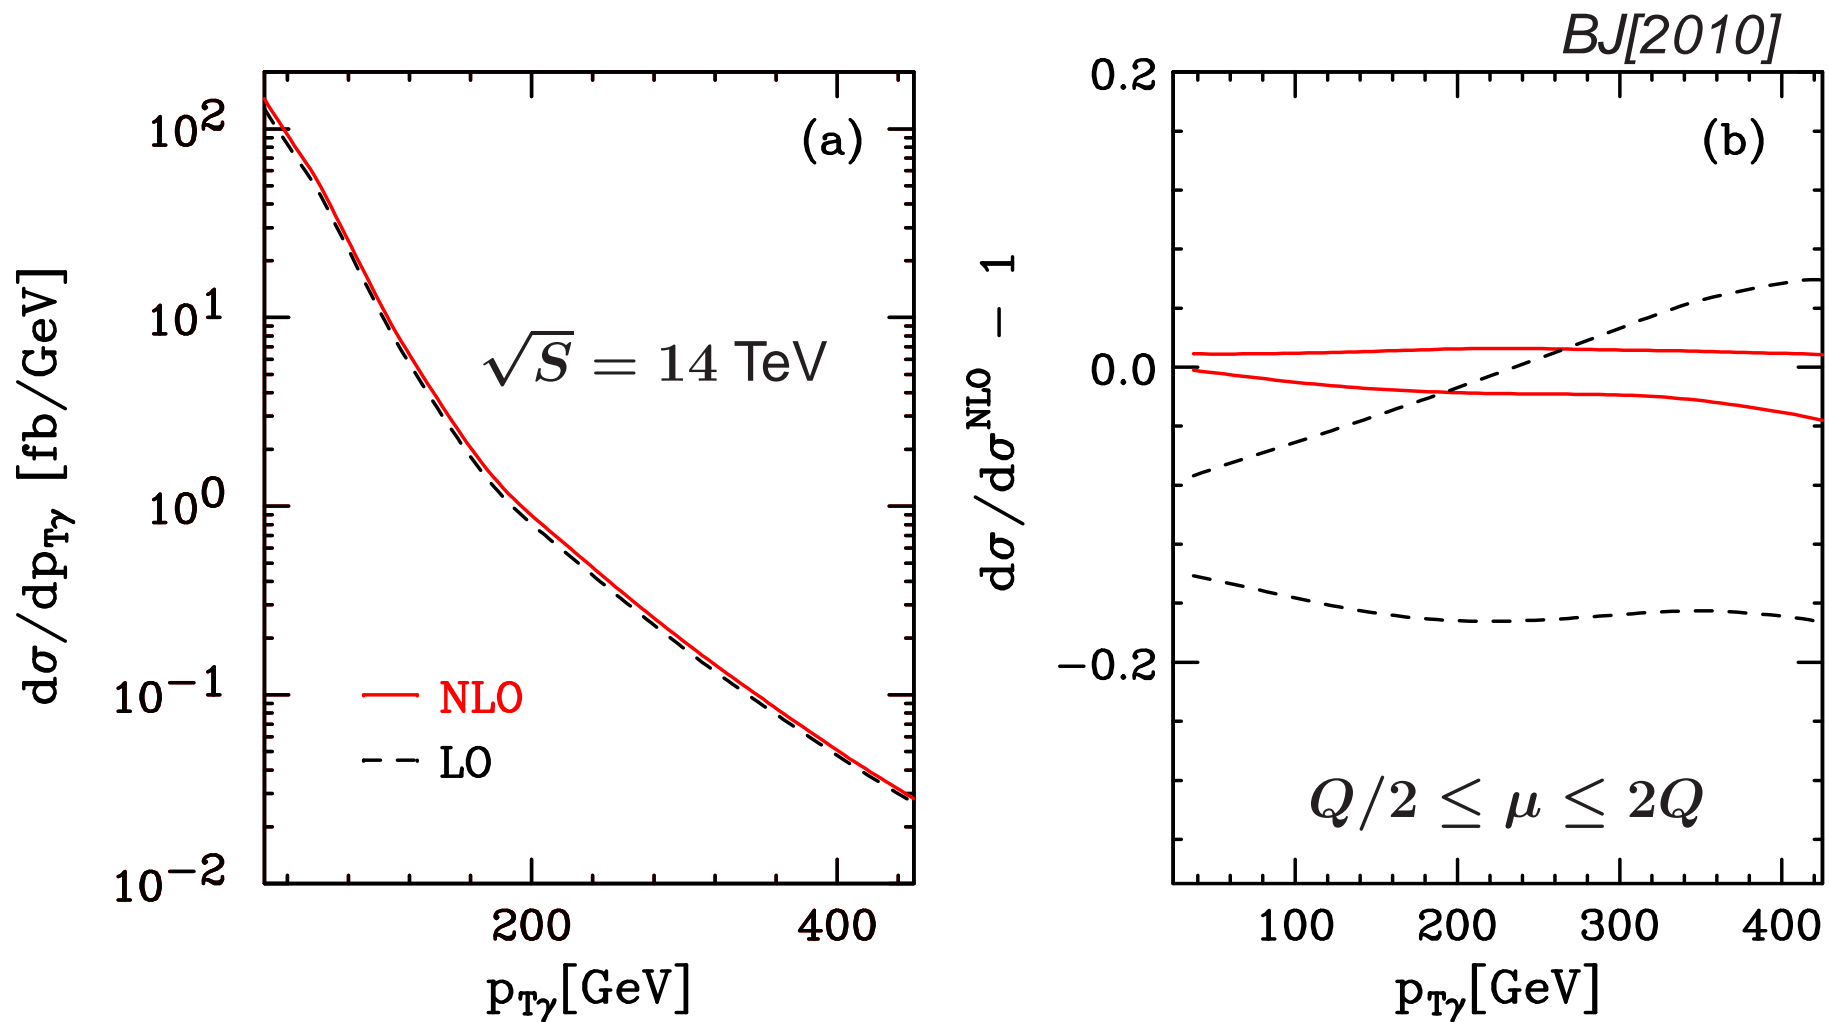 BJ[2010]
dσ/dp_Tγ [fb/GeV]
10^2
10^1
10^0
10^−1
10^−2
(a)
√S = 14 TeV
NLO
LO
200 400
p_Tγ[GeV]
dσ/dσ^NLO − 1
0.2
0.0
−0.2
(b)
Q/2 ≤ μ ≤ 2Q
100 200 300 400
p_Tγ[GeV]